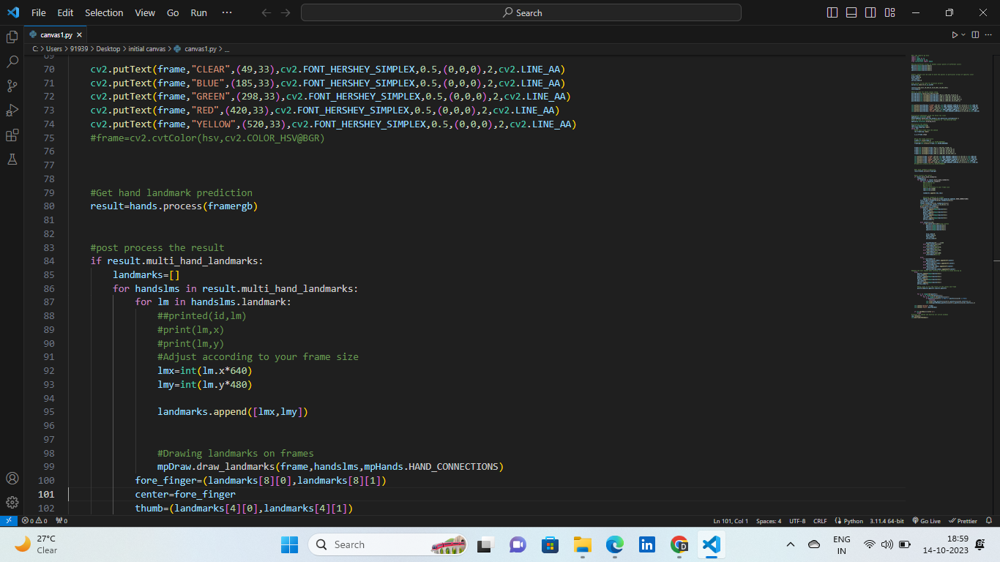 File Edit Selection View Go Run ··· Search
canvas1.py
C: > Users > 91939 > Desktop > initial canvas > canvas1.py > ...
69
70 cv2.putText(frame,"CLEAR",(49,33),cv2.FONT_HERSHEY_SIMPLEX,0.5,(0,0,0),2,cv2.LINE_AA)
71 cv2.putText(frame,"BLUE",(185,33),cv2.FONT_HERSHEY_SIMPLEX,0.5,(0,0,0),2,cv2.LINE_AA)
72 cv2.putText(frame,"GREEN",(298,33),cv2.FONT_HERSHEY_SIMPLEX,0.5,(0,0,0),2,cv2.LINE_AA)
73 cv2.putText(frame,"RED",(420,33),cv2.FONT_HERSHEY_SIMPLEX,0.5,(0,0,0),2,cv2.LINE_AA)
74 cv2.putText(frame,"YELLOW",(520,33),cv2.FONT_HERSHEY_SIMPLEX,0.5,(0,0,0),2,cv2.LINE_AA)
75 #frame=cv2.cvtColor(hsv,cv2.COLOR_HSV@BGR)
76
77
78
79 #Get hand landmark prediction
80 result=hands.process(framergb)
81
82
83 #post process the result
84 if result.multi_hand_landmarks:
85 landmarks=[]
86 for handslms in result.multi_hand_landmarks:
87 for lm in handslms.landmark:
88 ##printed(id,lm)
89 #print(lm,x)
90 #print(lm,y)
91 #Adjust according to your frame size
92 lmx=int(lm.x*640)
93 lmy=int(lm.y*480)
94
95 landmarks.append([lmx,lmy])
96
97
98 #Drawing landmarks on frames
99 mpDraw.draw_landmarks(frame,handslms,mpHands.HAND_CONNECTIONS)
100 fore_finger=(landmarks[8][0],landmarks[8][1])
101 center=fore_finger
102 thumb=(landmarks[4][0],landmarks[4][1])
0 0 0 Ln 101, Col 1 Spaces: 4 UTF-8 CRLF Python 3.11.4 64-bit Go Live Prettier
27°C
Clear
Search
ENG
IN
18:59
14-10-2023